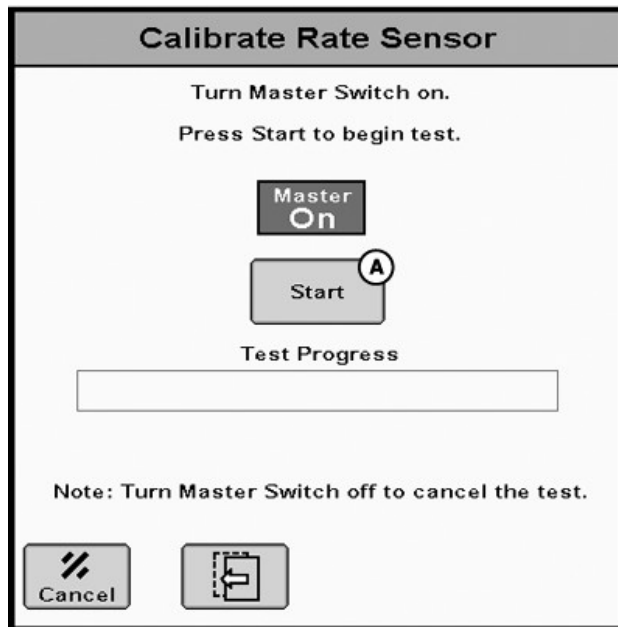 Calibrate Rate Sensor
Turn Master Switch on.
Press Start to begin test.
Master
On
A
Start
Test Progress
Note: Turn Master Switch off to cancel the test.
Cancel